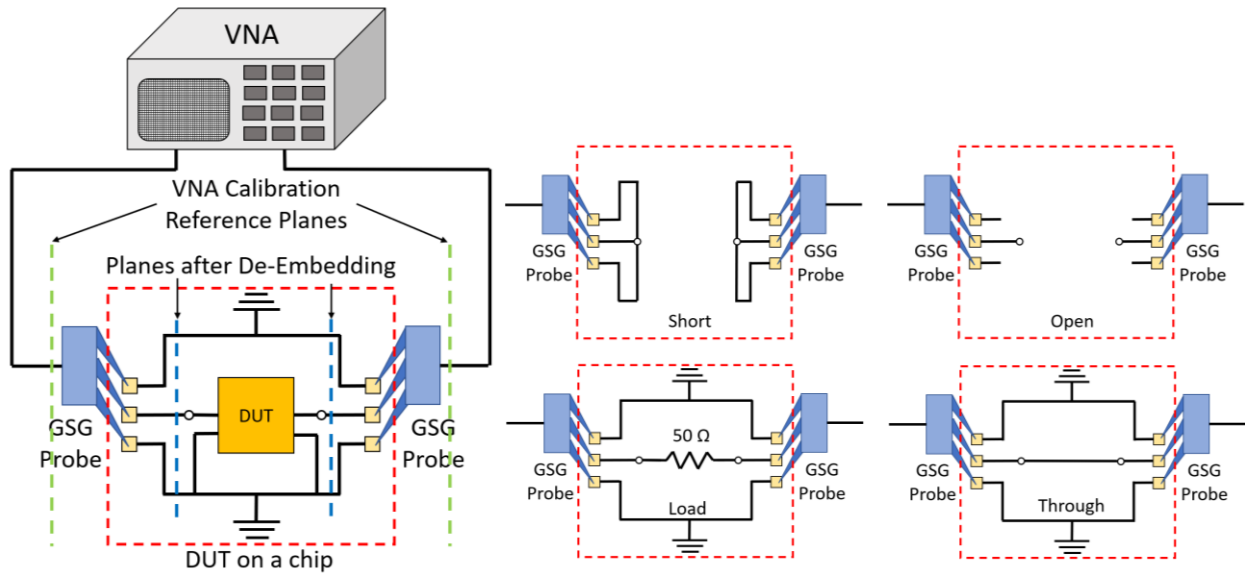 VNA
VNA Calibration
Reference Planes
Planes after De-Embedding
GSG
Probe
DUT
GSG
Probe
DUT on a chip
GSG
Probe
Short
GSG
Probe
GSG
Probe
Open
GSG
Probe
GSG
Probe
50 Ω
Load
GSG
Probe
GSG
Probe
Through
GSG
Probe